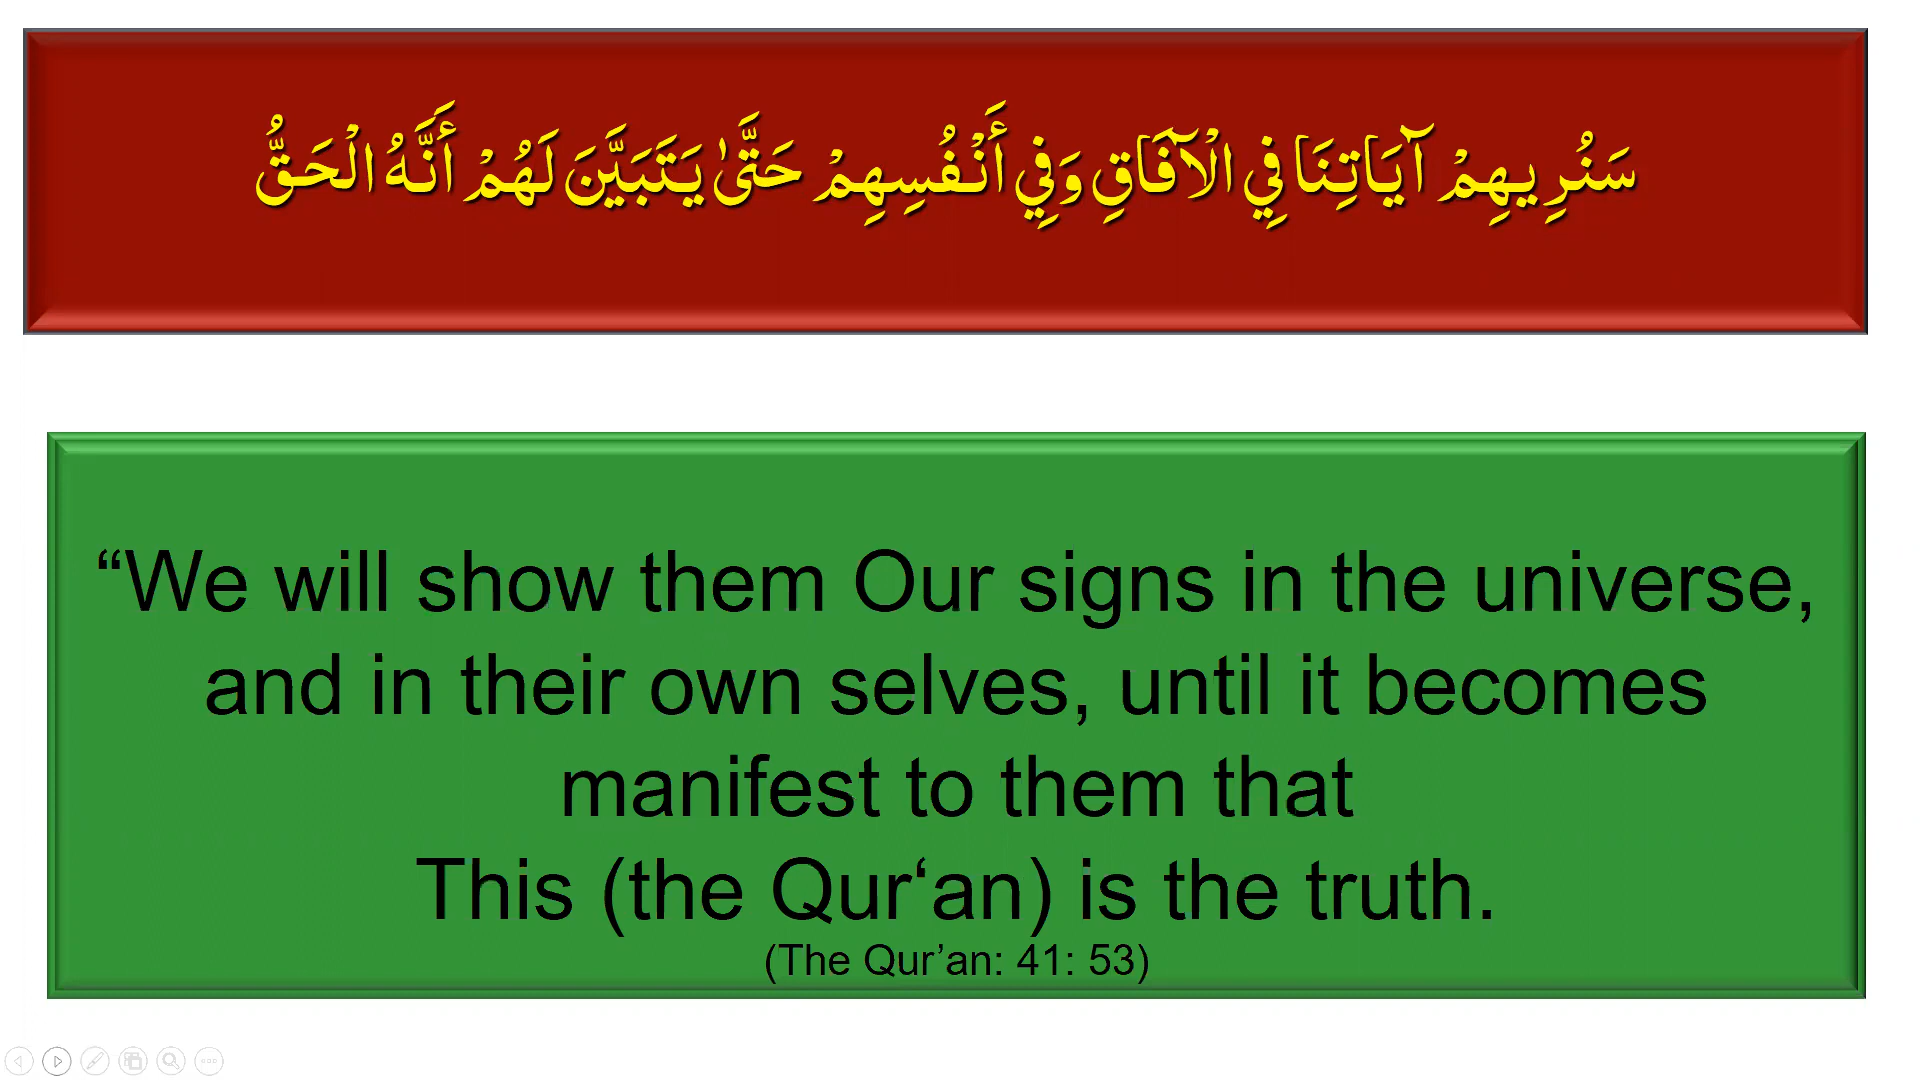 سَنُرِيهِمْ آيَاتِنَا فِي الْآفَاقِ وَفِي أَنْفُسِهِمْ حَتَّىٰ يَتَبَيَّنَ لَهُمْ أَنَّهُ الْحَقُّ
“We will show them Our signs in the universe,
and in their own selves, until it becomes
manifest to them that
This (the Qur‘an) is the truth.
(The Qur’an: 41: 53)